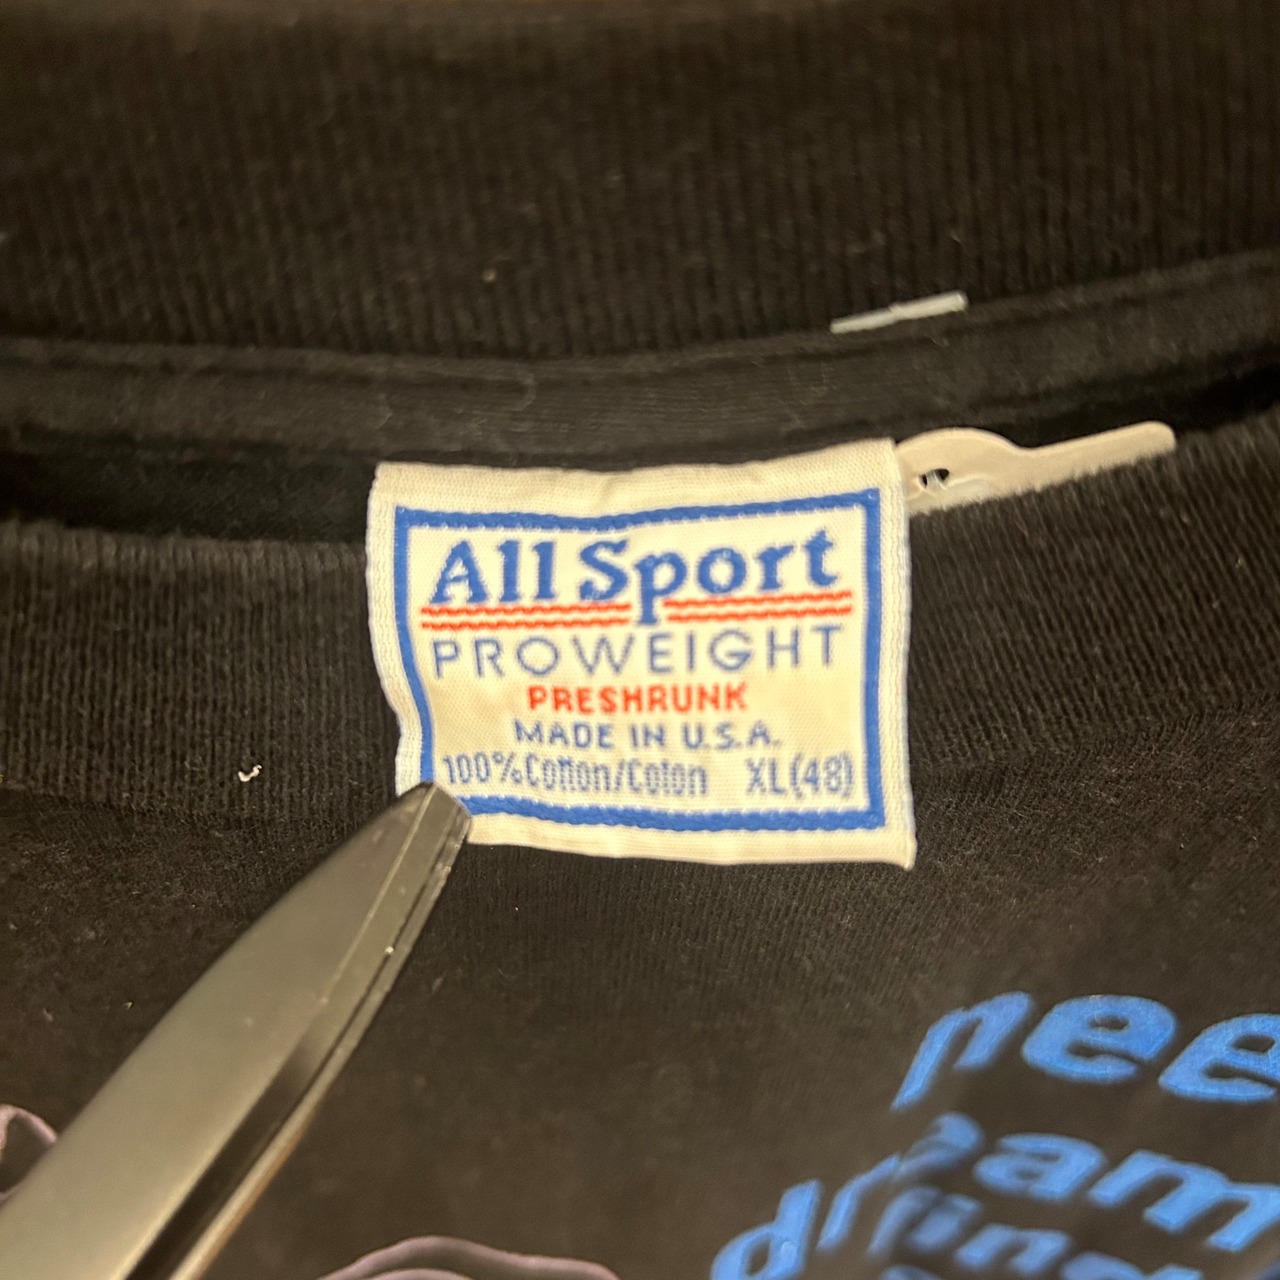 All Sport
PROWEIGHT
PRESHRUNK
MADE IN U.S.A.
100% Cotton/Coton XL(48)